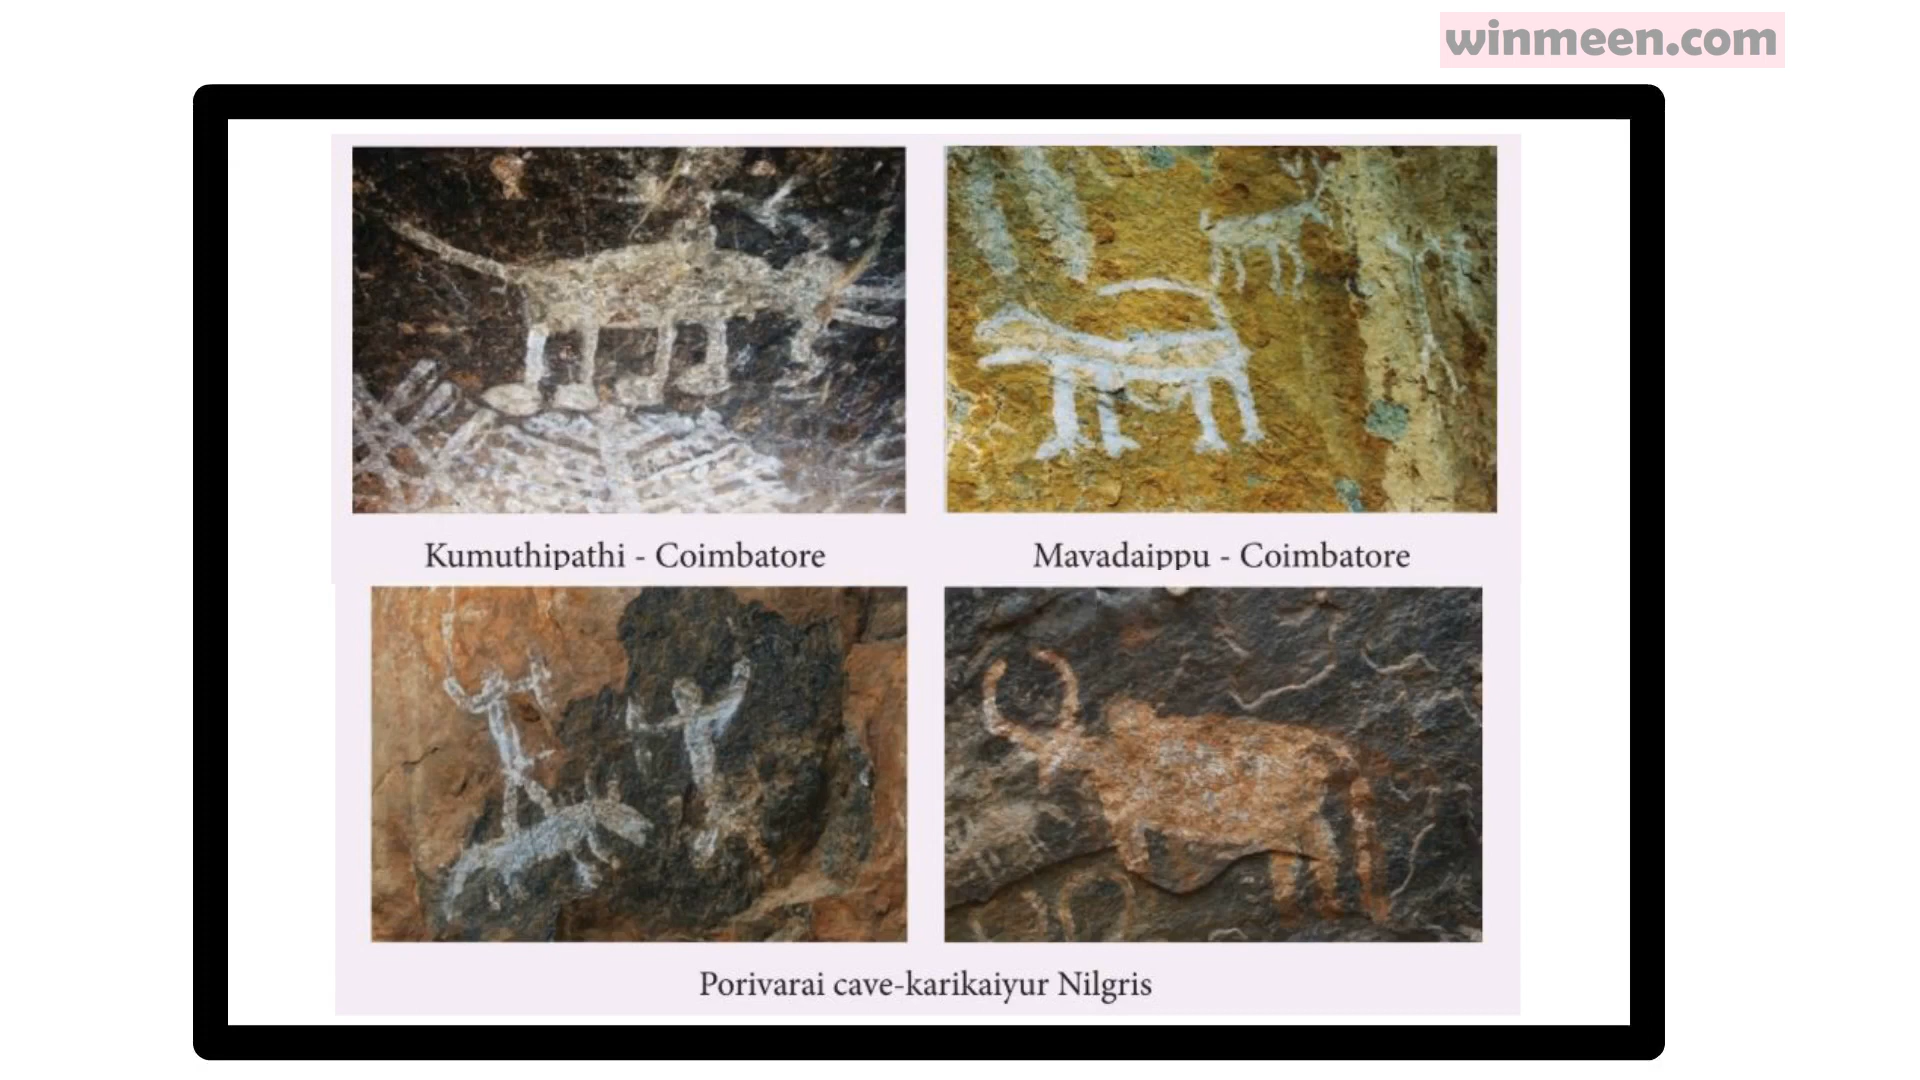 winmeen.com
Kumuthipathi - Coimbatore
Mavadaippu - Coimbatore
Porivarai cave-karikaiyur Nilgris